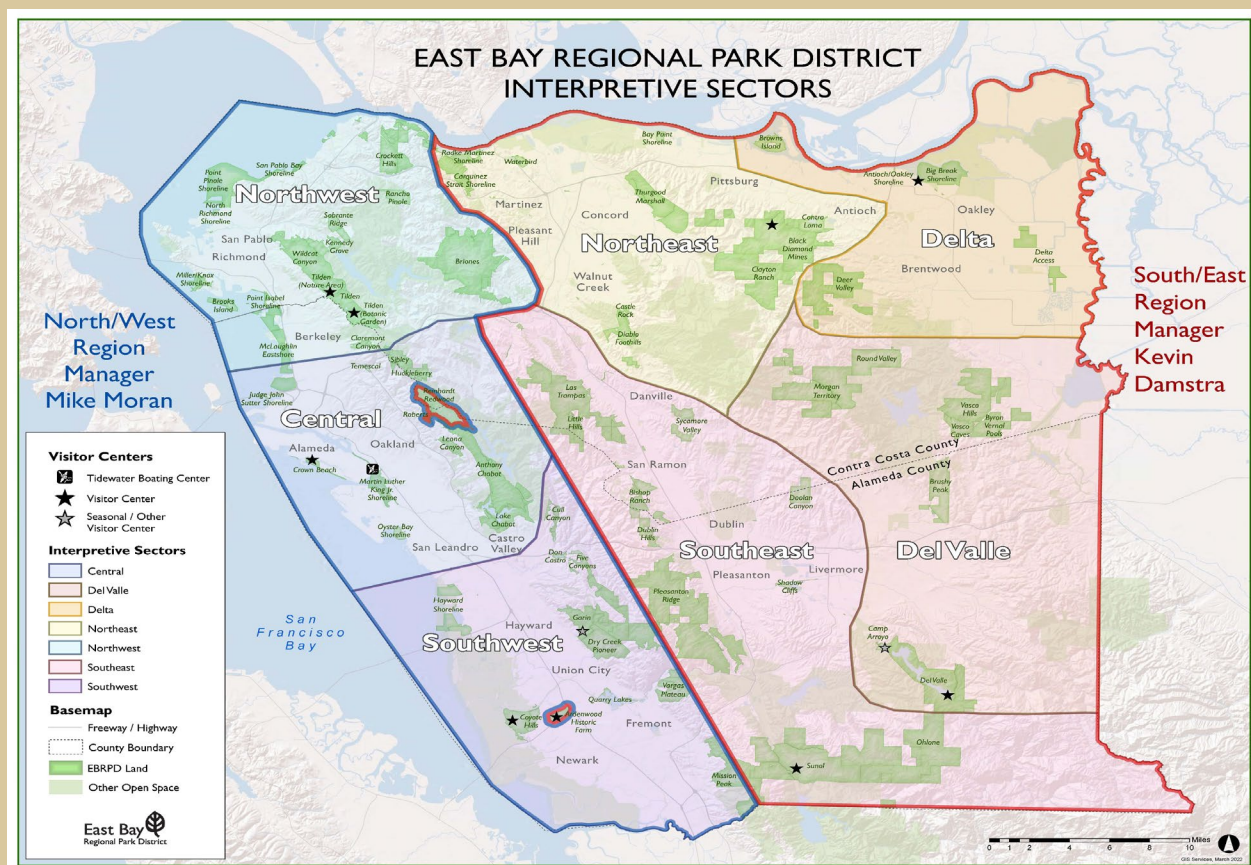 EAST BAY REGIONAL PARK DISTRICT
INTERPRETIVE SECTORS
North/West
Region
Manager
Mike Moran
South/East
Region
Manager
Kevin
Damstra
Northwest
Crockett
Hills
San Pablo Bay
Shoreline
Point
Pinole
Shoreline
Rancho
Pinole
North
Richmond
Shoreline
Sobrante
Ridge
San Pablo
Richmond
Kennedy
Grove
Wildcat
Canyon
Briones
Miller/Knox
Shoreline
Tilden
(Nature Area)
Brooks
Island
Point Isabel
Shoreline
Tilden
Tilden
(Botanic
Garden)
Berkeley
Claremont
Canyon
McLaughlin
Eastshore
Central
Temescal
Sibley
Huckleberry
Judge John
Sutter Shoreline
Reinhardt
Redwood
Roberts
Oakland
Leona
Canyon
Alameda
Crown Beach
Martin Luther
King Jr.
Shoreline
Anthony
Chabot
Oyster Bay
Shoreline
Lake
Chabot
San Leandro
Castro
Valley
Cull
Canyon
Don
Castro
Five
Canyons
Southwest
Hayward
Shoreline
Hayward
Garin
Dry Creek
Pioneer
Union City
Quarry Lakes
Vargas
Plateau
Coyote
Hills
Ardenwood
Historic
Farm
Fremont
Newark
Mission
Peak
San
Francisco
Bay
Northeast
Radke Martinez
Shoreline
Waterbird
Carquinez
Strait Shoreline
Bay Point
Shoreline
Martinez
Pleasant
Hill
Concord
Thurgood
Marshall
Pittsburg
Contra
Loma
Antioch
Black
Diamond
Mines
Clayton
Ranch
Walnut
Creek
Castle
Rock
Diablo
Foothills
Delta
Browns
Island
Antioch/Oakley
Shoreline
Big Break
Shoreline
Oakley
Delta
Access
Brentwood
Deer
Valley
Southeast
Las
Trampas
Danville
Little
Hills
Sycamore
Valley
San Ramon
Bishop
Ranch
Doolan
Canyon
Dublin
Hills
Dublin
Pleasanton
Livermore
Shadow
Cliffs
Pleasanton
Ridge
Sunol
Ohlone
Del Valle
Round Valley
Morgan
Territory
Vasco
Hills
Vasco
Caves
Byron
Vernal
Pools
Contra Costa County
Alameda County
Brushy
Peak
Camp
Arroyo
Del Valle
Visitor Centers
Tidewater Boating Center
Visitor Center
Seasonal / Other
Visitor Center
Interpretive Sectors
Central
Del Valle
Delta
Northeast
Northwest
Southeast
Southwest
Basemap
Freeway / Highway
County Boundary
EBRPD Land
Other Open Space
East Bay
Regional Park District
Miles
0 1 2 4 6 8 10
GIS Services, March 2022